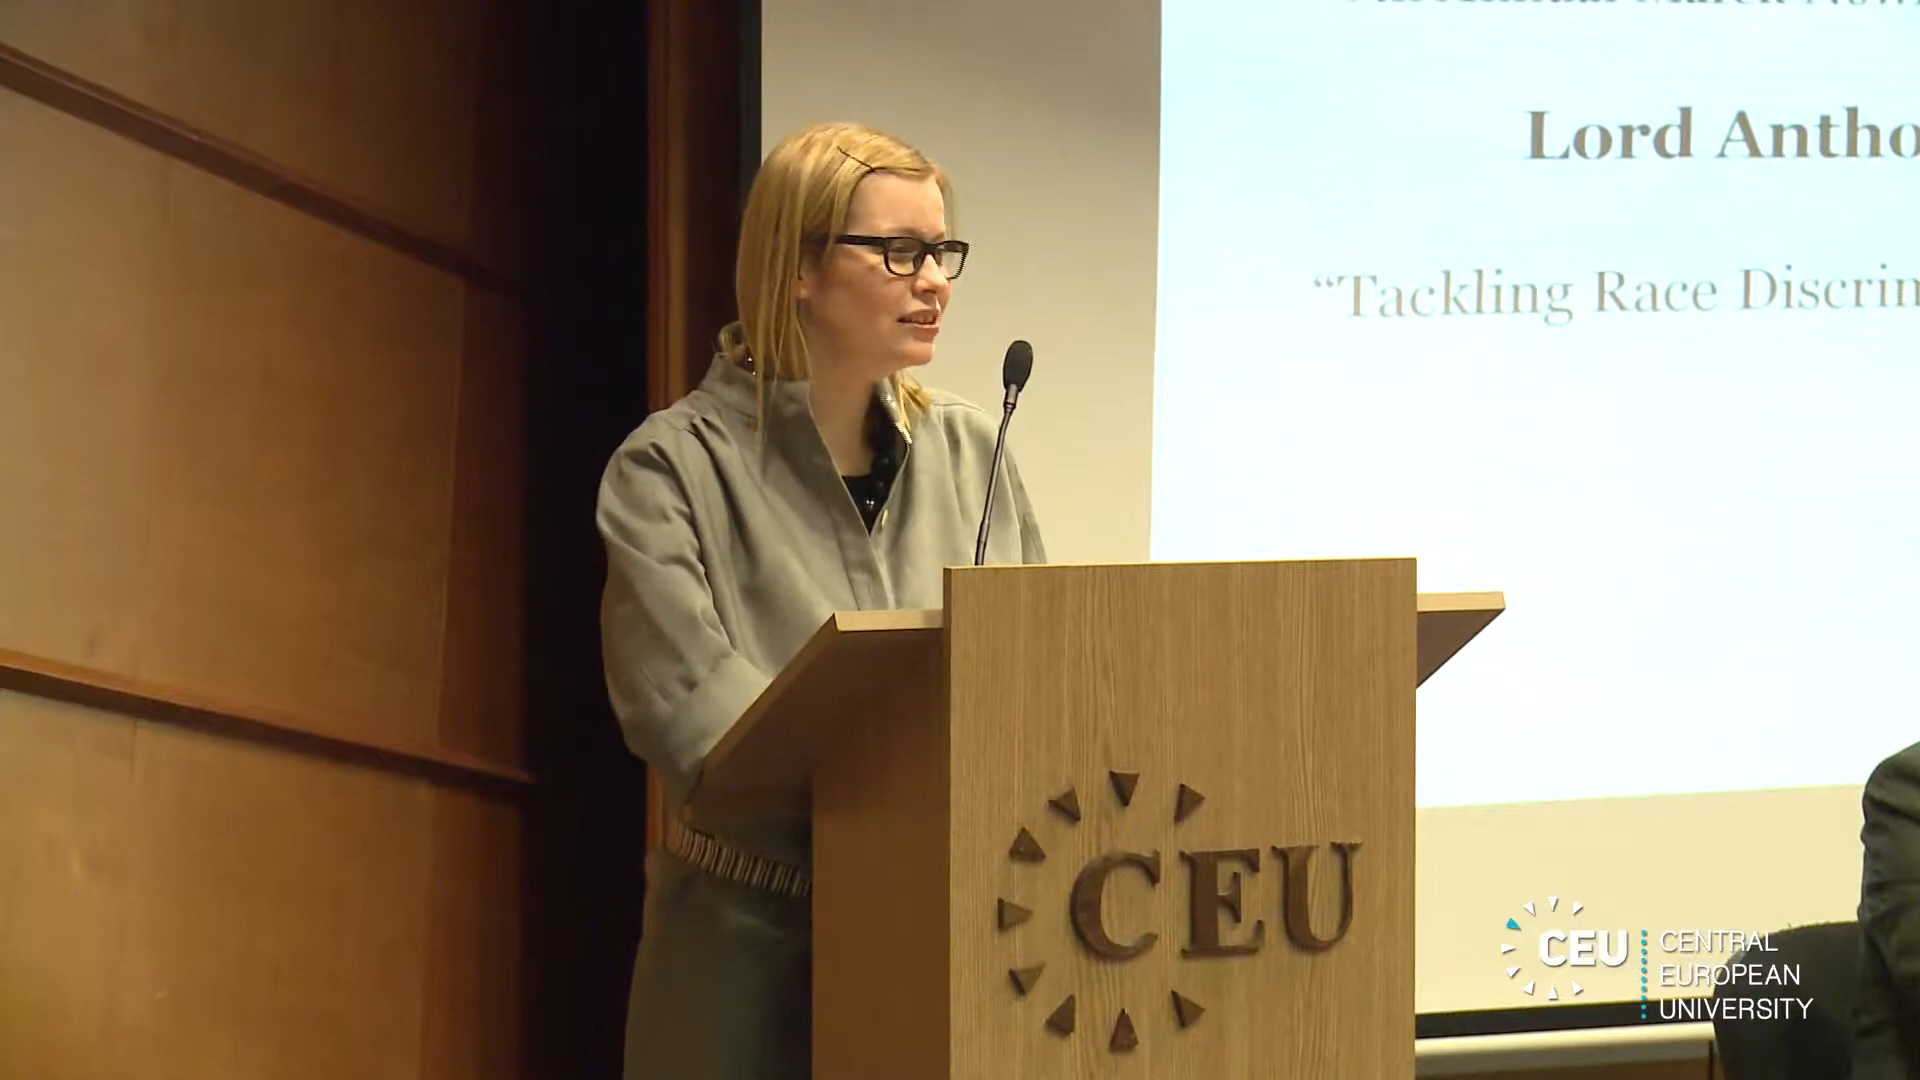 Lord Antho
“Tackling Race Discrim
CEU
CEU
CENTRAL
EUROPEAN
UNIVERSITY